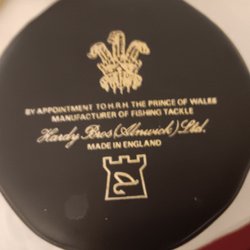 BY APPOINTMENT TO H.R.H. THE PRINCE OF WALES
MANUFACTURER OF FISHING TACKLE
Hardy Bros (Alnwick) Ltd.
MADE IN ENGLAND
a